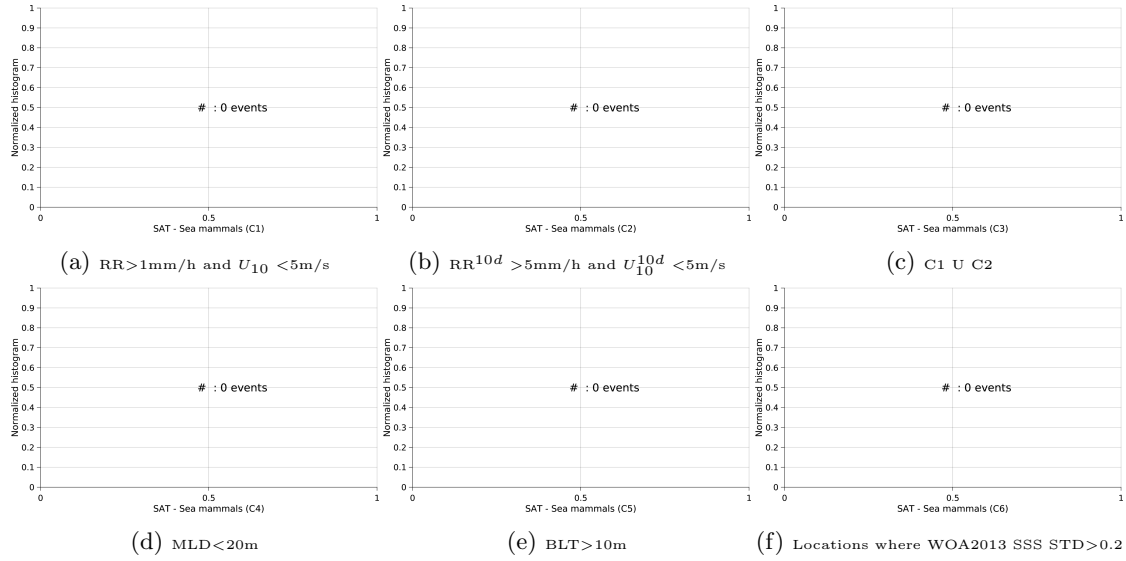 Normalized histogram
1
0.9
0.8
0.7
0.6
0.5
0.4
0.3
0.2
0.1
0
# : 0 events
0 0.5 1
SAT - Sea mammals (C1)
(a) RR>1mm/h and U10 <5m/s
Normalized histogram
1
0.9
0.8
0.7
0.6
0.5
0.4
0.3
0.2
0.1
0
# : 0 events
0 0.5 1
SAT - Sea mammals (C2)
(b) RR10d >5mm/h and U10d10 <5m/s
Normalized histogram
1
0.9
0.8
0.7
0.6
0.5
0.4
0.3
0.2
0.1
0
# : 0 events
0 0.5 1
SAT - Sea mammals (C3)
(c) C1 U C2
Normalized histogram
1
0.9
0.8
0.7
0.6
0.5
0.4
0.3
0.2
0.1
0
# : 0 events
0 0.5 1
SAT - Sea mammals (C4)
(d) MLD<20m
Normalized histogram
1
0.9
0.8
0.7
0.6
0.5
0.4
0.3
0.2
0.1
0
# : 0 events
0 0.5 1
SAT - Sea mammals (C5)
(e) BLT>10m
Normalized histogram
1
0.9
0.8
0.7
0.6
0.5
0.4
0.3
0.2
0.1
0
# : 0 events
0 0.5 1
SAT - Sea mammals (C6)
(f) Locations where WOA2013 SSS STD>0.2